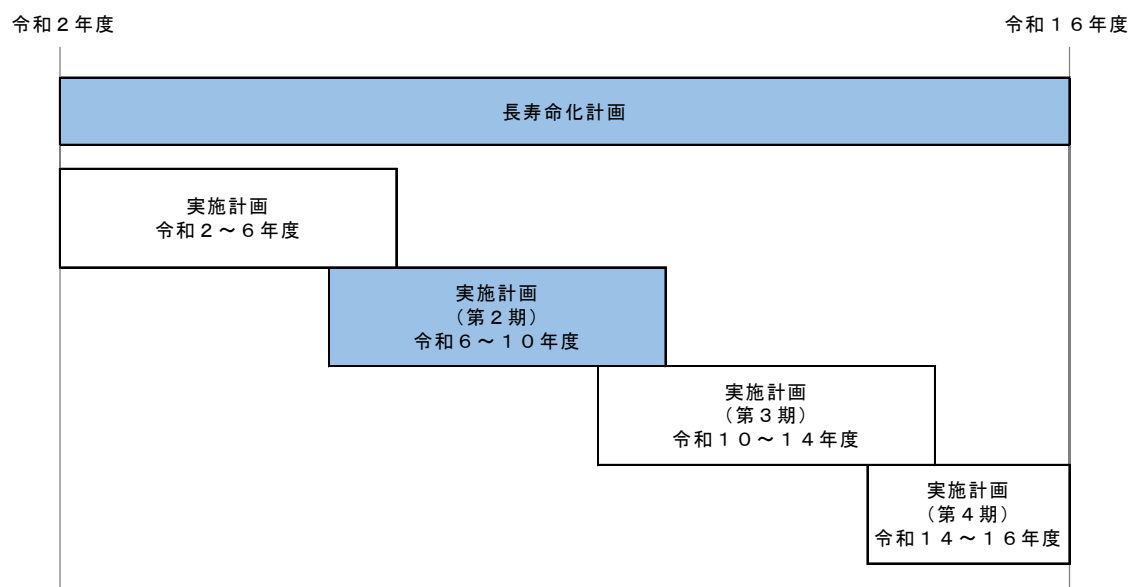 令和２年度
令和１６年度
長寿命化計画
実施計画
令和２～６年度
実施計画
（第２期）
令和６～１０年度
実施計画
（第３期）
令和１０～１４年度
実施計画
（第４期）
令和１４～１６年度